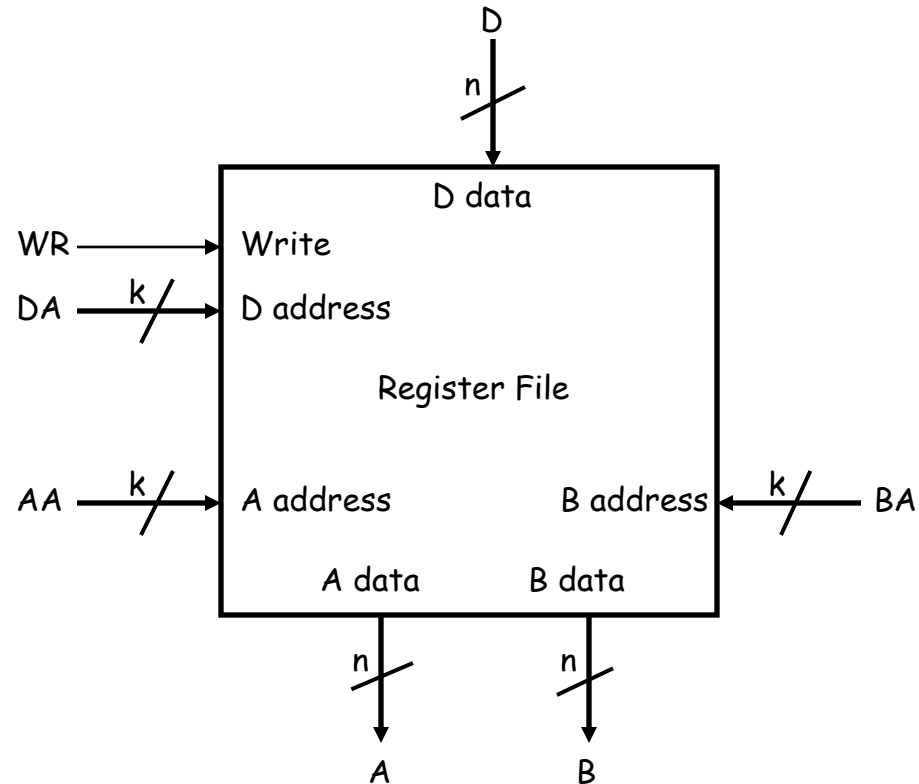 D
n
D data
WR
Write
DA
k
D address
Register File
AA
k
A address
B address
k
BA
A data
B data
n
n
A
B